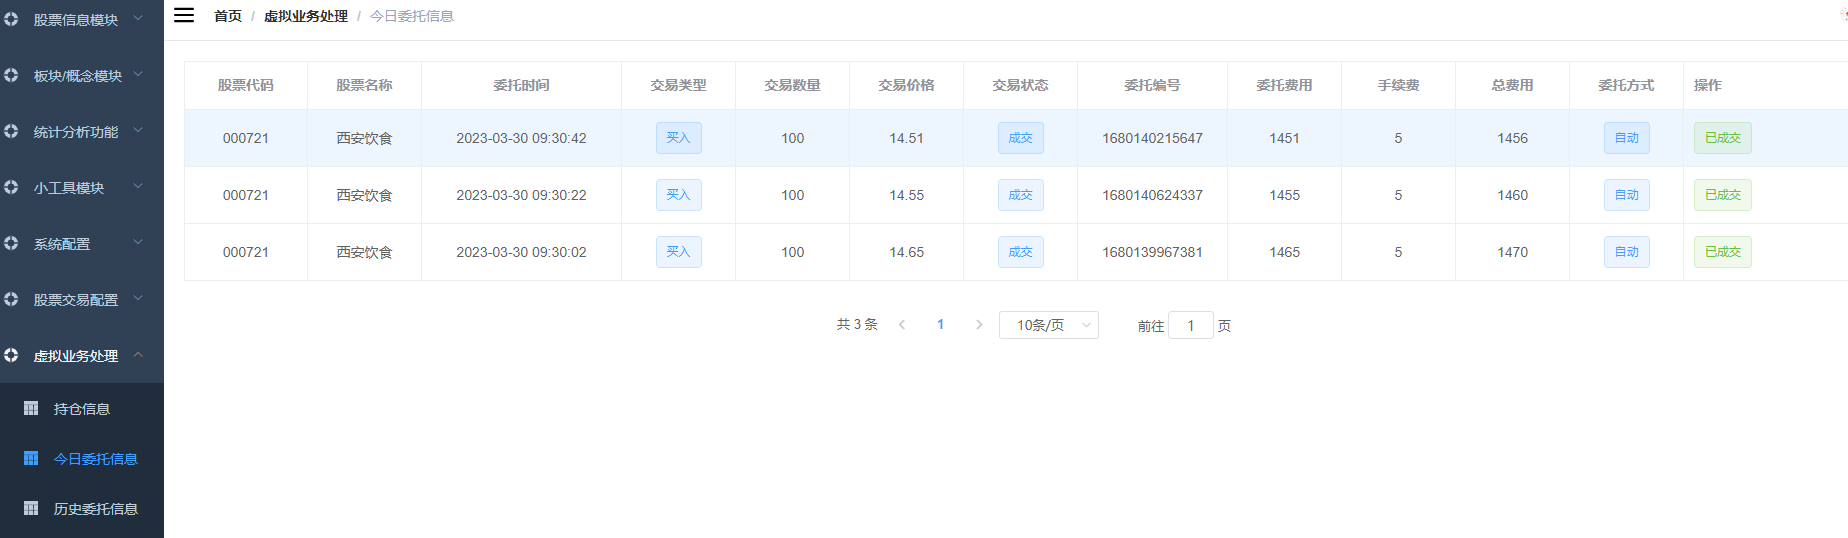 股票信息模块
板块/概念模块
统计分析功能
小工具模块
系统配置
股票交易配置
虚拟业务处理
持仓信息
今日委托信息
历史委托信息
首页 / 虚拟业务处理 / 今日委托信息
股票代码 股票名称 委托时间 交易类型 交易数量 交易价格 交易状态 委托编号 委托费用 手续费 总费用 委托方式 操作
000721 西安饮食 2023-03-30 09:30:42 买入 100 14.51 成交 1680140215647 1451 5 1456 自动 已成交
000721 西安饮食 2023-03-30 09:30:22 买入 100 14.55 成交 1680140624337 1455 5 1460 自动 已成交
000721 西安饮食 2023-03-30 09:30:02 买入 100 14.65 成交 1680139967381 1465 5 1470 自动 已成交
共 3 条 1 10条/页 前往 1 页